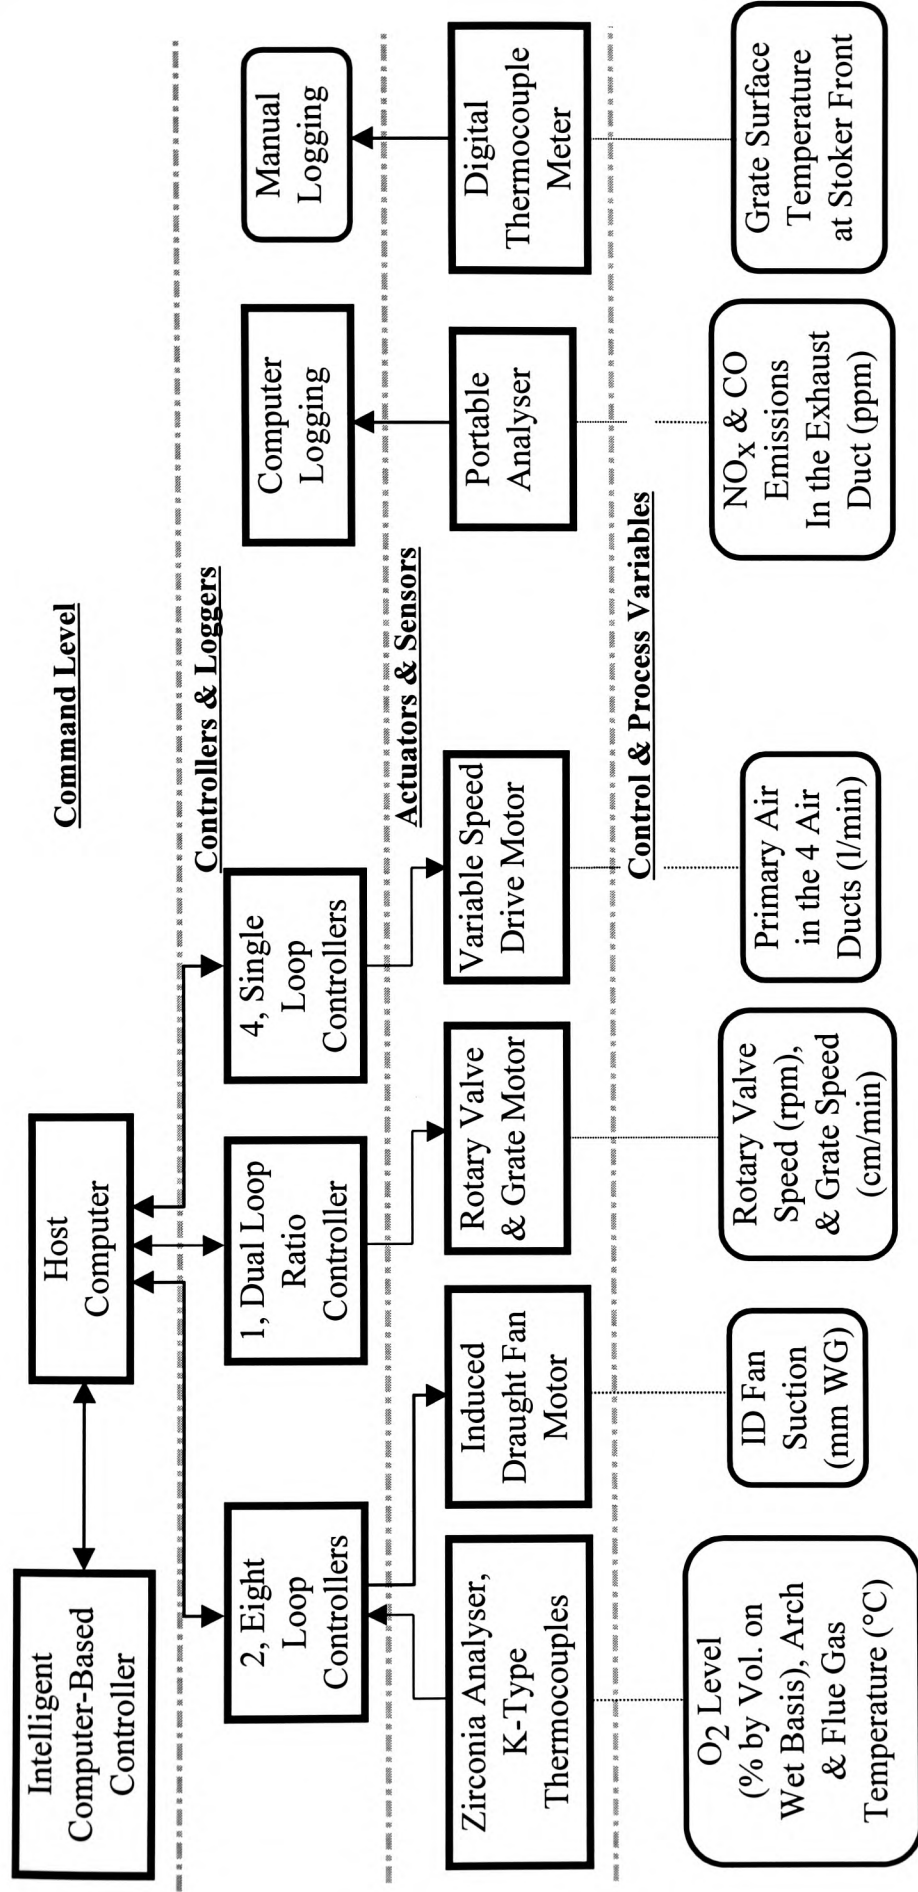 Command Level
Intelligent
Computer-Based
Controller
Host
Computer
Controllers & Loggers
2, Eight
Loop
Controllers
1, Dual Loop
Ratio
Controller
4, Single
Loop
Controllers
Computer
Logging
Manual
Logging
Actuators & Sensors
Zirconia Analyser,
K-Type
Thermocouples
Induced
Draught Fan
Motor
Rotary Valve
& Grate Motor
Variable Speed
Drive Motor
Portable
Analyser
Digital
Thermocouple
Meter
Control & Process Variables
O2 Level
(% by Vol. on
Wet Basis), Arch
& Flue Gas
Temperature (°C)
ID Fan
Suction
(mm WG)
Rotary Valve
Speed (rpm),
& Grate Speed
(cm/min)
Primary Air
in the 4 Air
Ducts (l/min)
NOX & CO
Emissions
In the Exhaust
Duct (ppm)
Grate Surface
Temperature
at Stoker Front